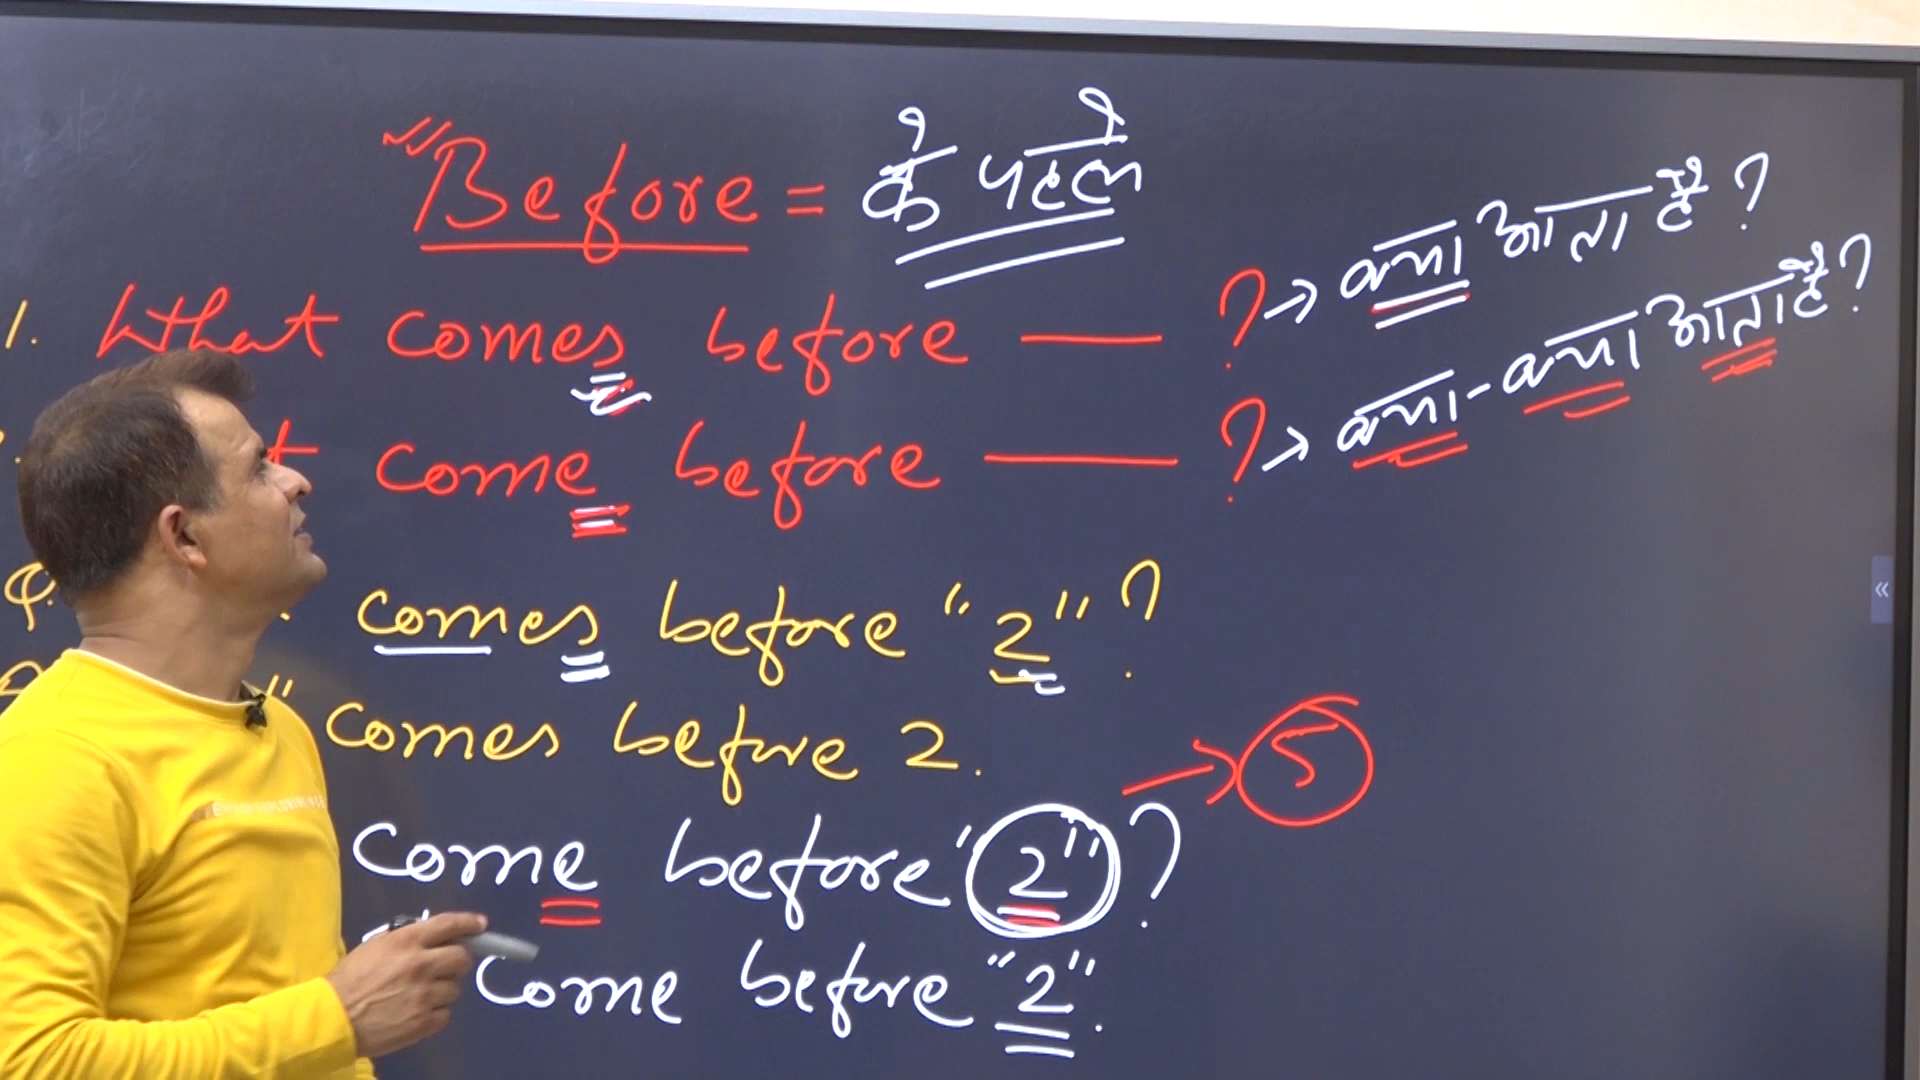 Before = के पहले
1. What comes before — ? → क्या आता है ?
come before — ? → क्या-क्या आता है ?
Q. comes before "2" ?
" comes before 2.
come before "2" ? → 5
come before "2".